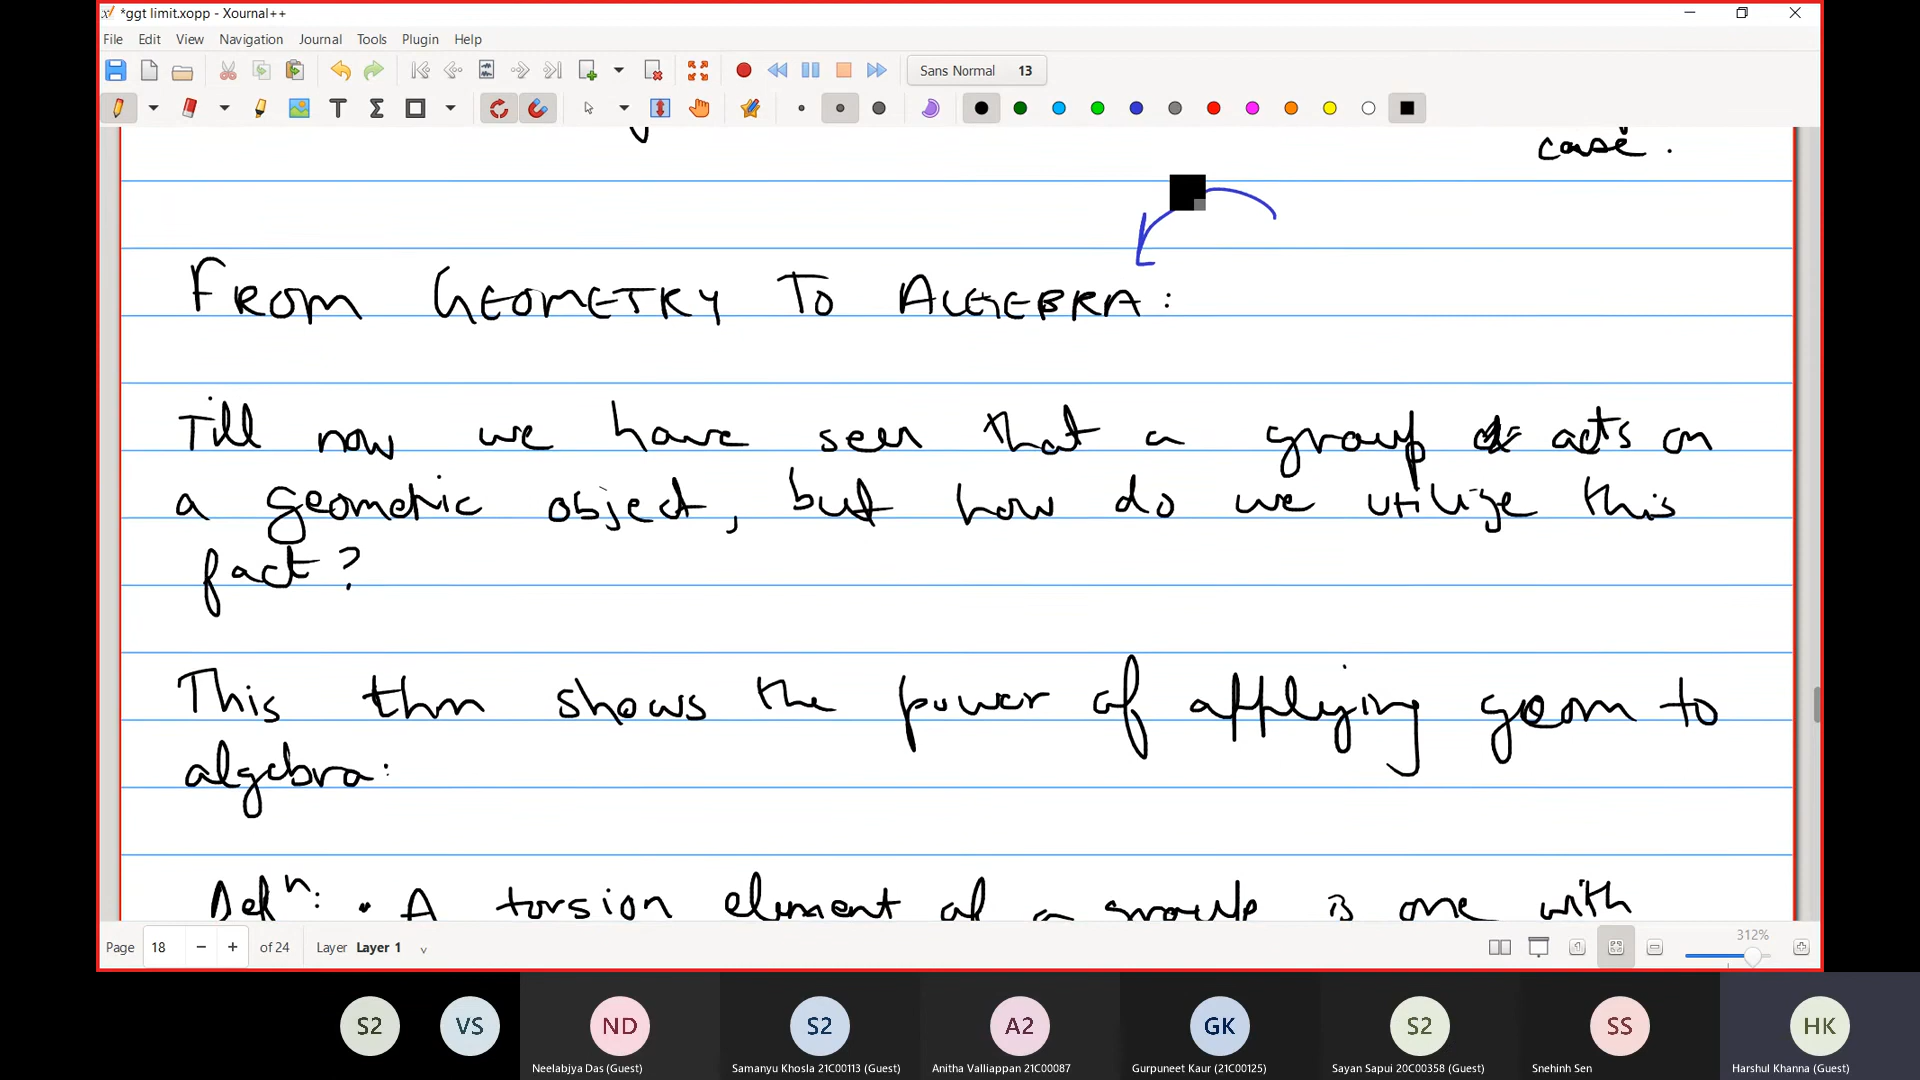 *ggt limit.xopp - Xournal++
File Edit View Navigation Journal Tools Plugin Help
Sans Normal 13
case.
FROM GEOMETRY TO ALGEBRA:
Till now we have seen that a group acts on
a geometric object, but how do we utilize this
fact?
This thm shows the power of applying geom to
algebra:
Defn: • A torsion element of a group is one with
Page 18 of 24 Layer Layer 1 312%
S2 VS ND S2 A2 GK S2 SS HK
Neelabjya Das (Guest) Samanyu Khosla 21C00113 (Guest) Anitha Valliappan 21C00087 Gurpuneet Kaur (21C00125) Sayan Sapui 20C00358 (Guest) Snehinh Sen Harshul Khanna (Guest)